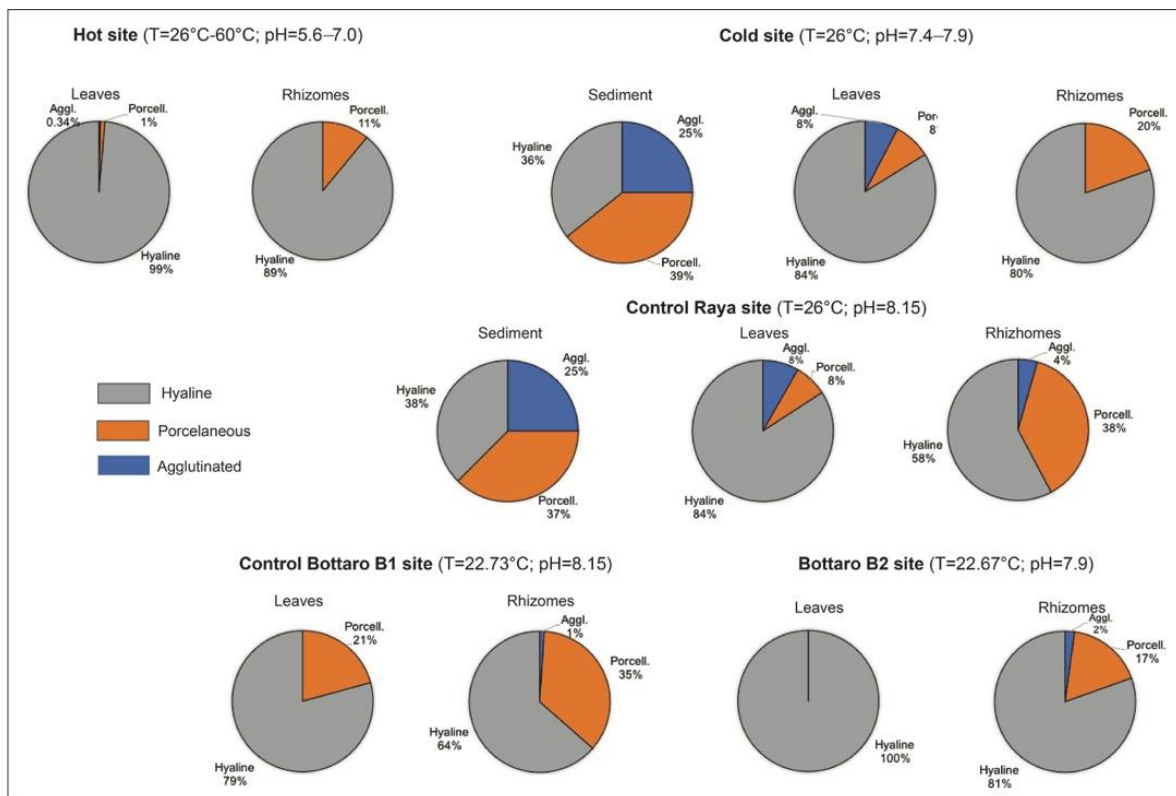 Hot site (T=26°C-60°C; pH=5.6–7.0)
Leaves
Aggl.
0.34%
Porcell.
1%
Hyaline
99%
Rhizomes
Porcell.
11%
Hyaline
89%
Cold site (T=26°C; pH=7.4–7.9)
Sediment
Aggl.
25%
Hyaline
36%
Porcell.
39%
Leaves
Aggl.
8%
Hyaline
84%
Rhizomes
Porcell.
20%
Hyaline
80%
Control Raya site (T=26°C; pH=8.15)
Sediment
Aggl.
25%
Hyaline
38%
Porcell.
37%
Leaves
Aggl.
8%
Porcell.
8%
Hyaline
84%
Rhizhomes
Aggl.
4%
Porcell.
38%
Hyaline
58%
Hyaline
Porcelaneous
Agglutinated
Control Bottaro B1 site (T=22.73°C; pH=8.15)
Leaves
Porcell.
21%
Hyaline
79%
Rhizomes
Aggl.
1%
Porcell.
35%
Hyaline
64%
Bottaro B2 site (T=22.67°C; pH=7.9)
Leaves
Hyaline
100%
Rhizomes
Aggl.
2%
Porcell.
17%
Hyaline
81%